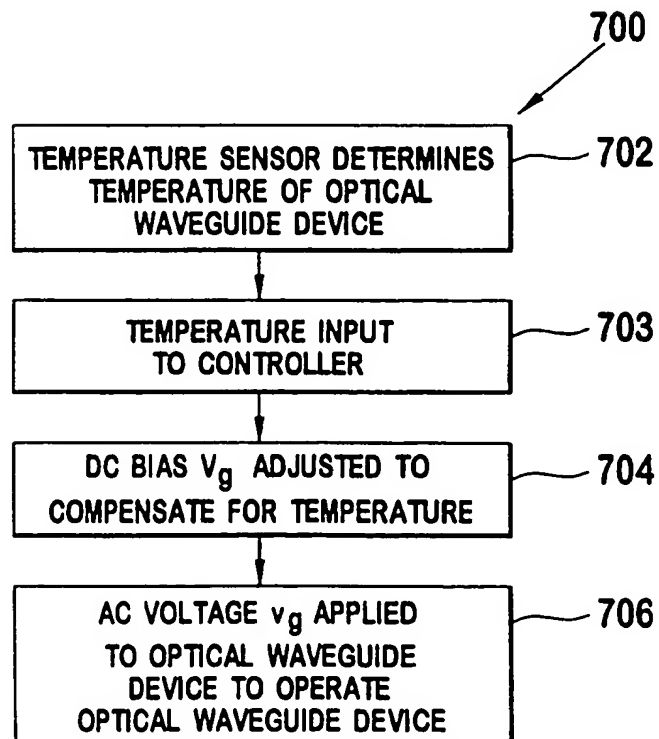 700
TEMPERATURE SENSOR DETERMINES
TEMPERATURE OF OPTICAL
WAVEGUIDE DEVICE
702
TEMPERATURE INPUT
TO CONTROLLER
703
DC BIAS Vg ADJUSTED TO
COMPENSATE FOR TEMPERATURE
704
AC VOLTAGE vg APPLIED
TO OPTICAL WAVEGUIDE
DEVICE TO OPERATE
OPTICAL WAVEGUIDE DEVICE
706